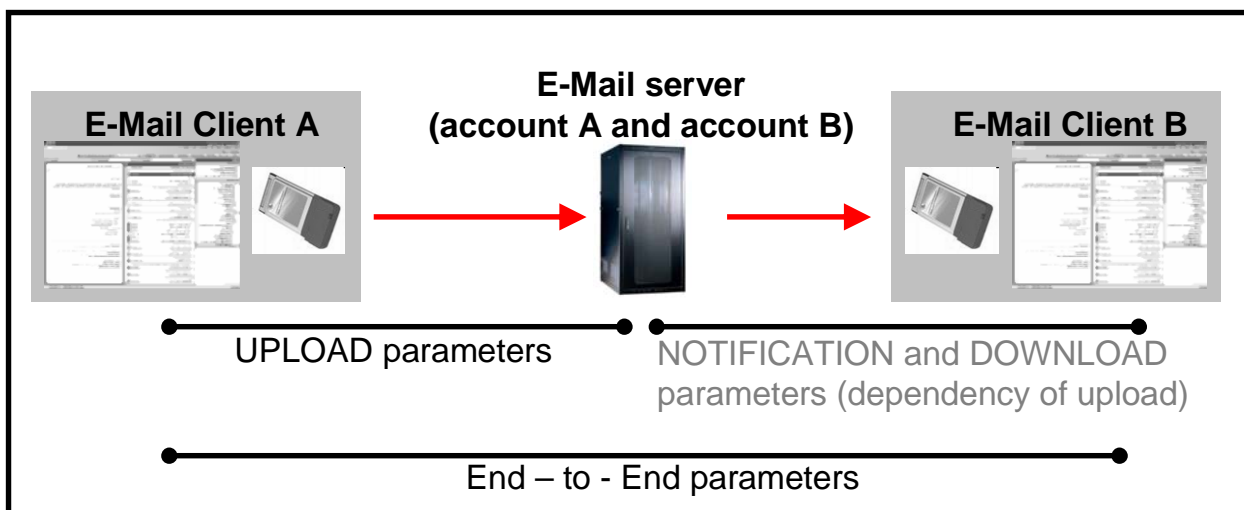 E-Mail server
(account A and account B)
E-Mail Client A
E-Mail Client B
UPLOAD parameters
NOTIFICATION and DOWNLOAD
parameters (dependency of upload)
End – to - End parameters